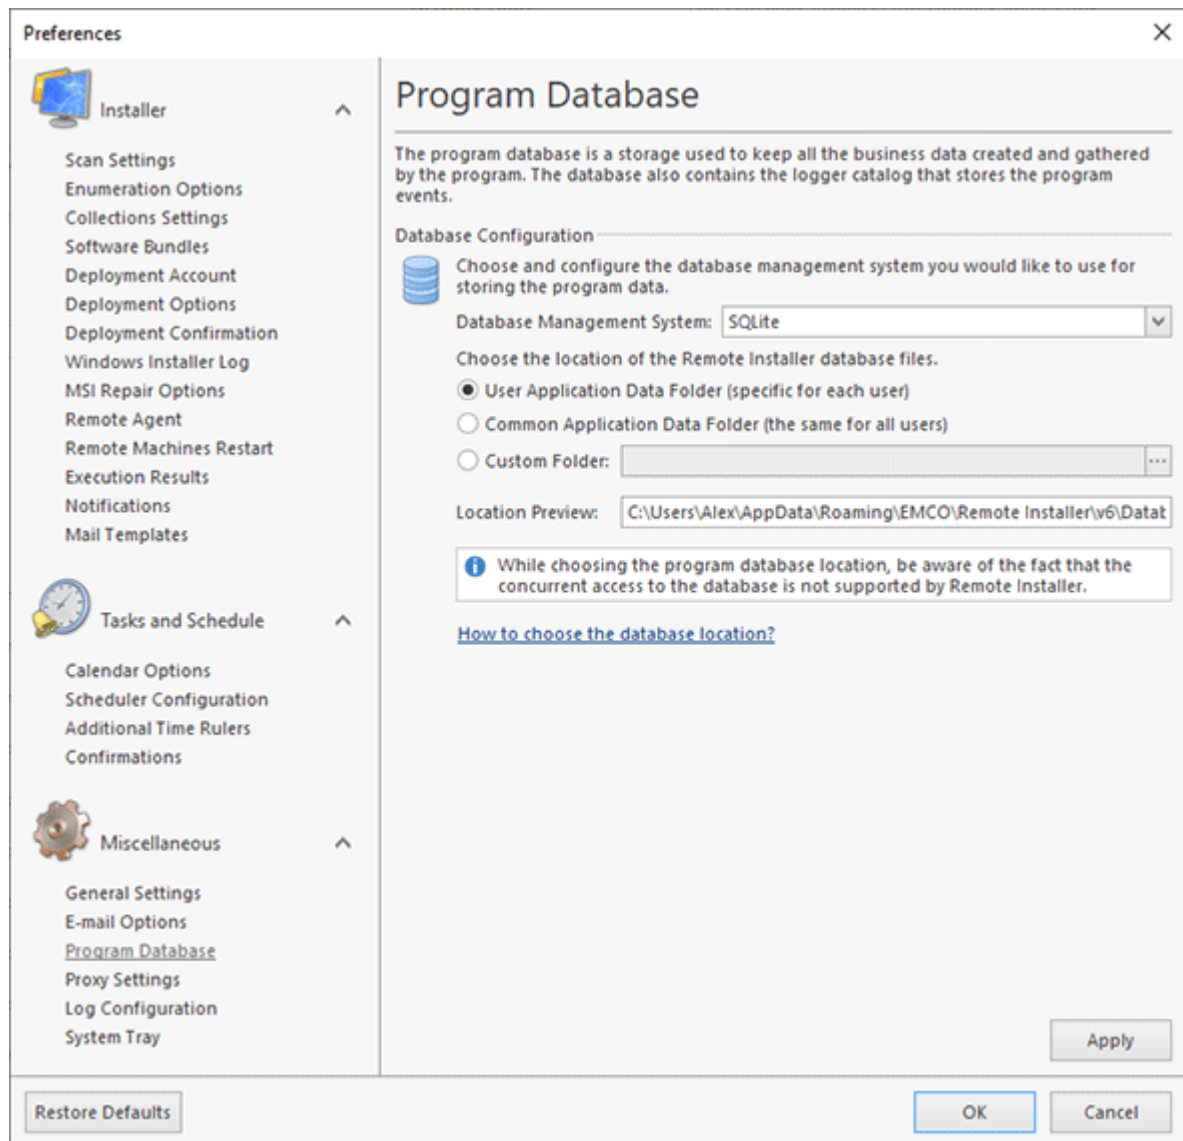 Preferences
Installer
Scan Settings
Enumeration Options
Collections Settings
Software Bundles
Deployment Account
Deployment Options
Deployment Confirmation
Windows Installer Log
MSI Repair Options
Remote Agent
Remote Machines Restart
Execution Results
Notifications
Mail Templates
Tasks and Schedule
Calendar Options
Scheduler Configuration
Additional Time Rulers
Confirmations
Miscellaneous
General Settings
E-mail Options
Program Database
Proxy Settings
Log Configuration
System Tray
Program Database
The program database is a storage used to keep all the business data created and gathered
by the program. The database also contains the logger catalog that stores the program
events.
Database Configuration
Choose and configure the database management system you would like to use for
storing the program data.
Database Management System: SQLite
Choose the location of the Remote Installer database files.
User Application Data Folder (specific for each user)
Common Application Data Folder (the same for all users)
Custom Folder: ...
Location Preview: C:\Users\Alex\AppData\Roaming\EMCO\Remote Installer\v6\Datab
While choosing the program database location, be aware of the fact that the
concurrent access to the database is not supported by Remote Installer.
How to choose the database location?
Apply
Restore Defaults
OK
Cancel